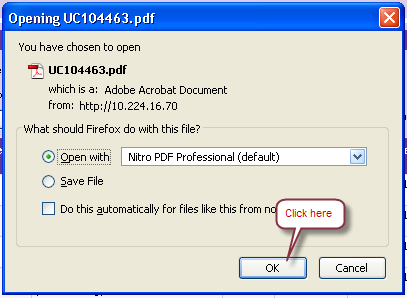 Opening UC104463.pdf
You have chosen to open
UC104463.pdf
which is a: Adobe Acrobat Document
from: http://10.224.16.70
What should Firefox do with this file?
Open with Nitro PDF Professional (default)
Save File
Do this automatically for files like this from
Click here
OK Cancel